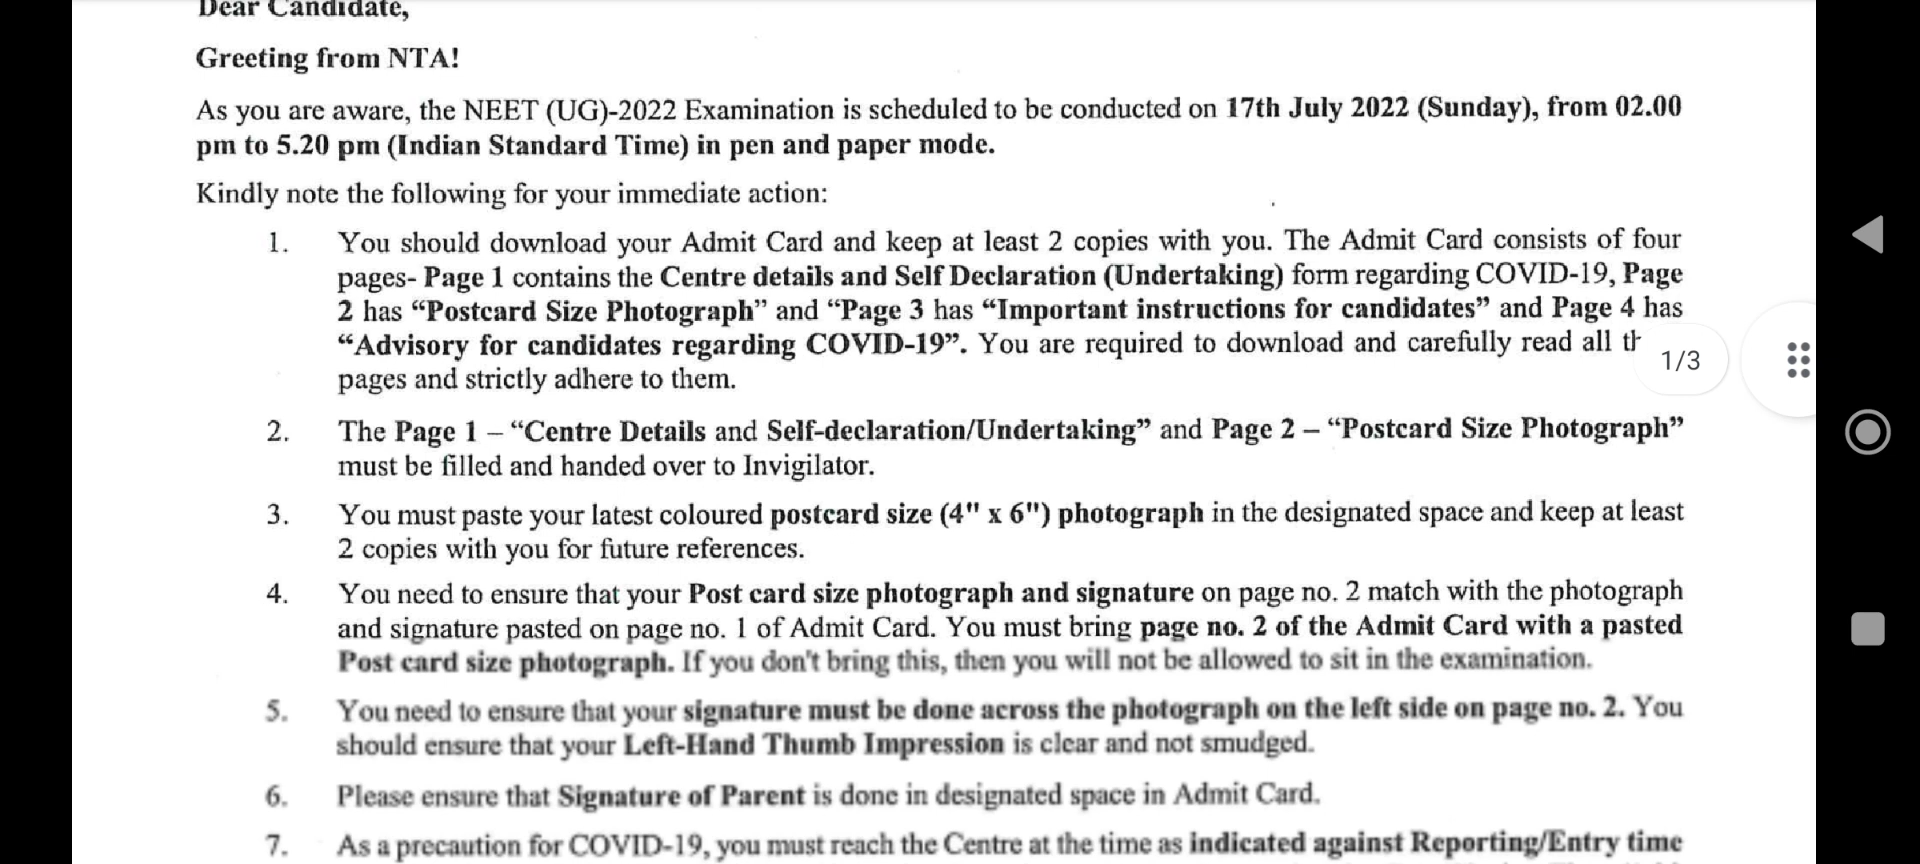 Dear Candidate,
Greeting from NTA!
As you are aware, the NEET (UG)-2022 Examination is scheduled to be conducted on 17th July 2022 (Sunday), from 02.00
pm to 5.20 pm (Indian Standard Time) in pen and paper mode.
Kindly note the following for your immediate action:
1. You should download your Admit Card and keep at least 2 copies with you. The Admit Card consists of four
pages- Page 1 contains the Centre details and Self Declaration (Undertaking) form regarding COVID-19, Page
2 has “Postcard Size Photograph” and “Page 3 has “Important instructions for candidates” and Page 4 has
“Advisory for candidates regarding COVID-19”. You are required to download and carefully read all
1/3
pages and strictly adhere to them.
2. The Page 1 – “Centre Details and Self-declaration/Undertaking” and Page 2 – “Postcard Size Photograph”
must be filled and handed over to Invigilator.
3. You must paste your latest coloured postcard size (4" x 6") photograph in the designated space and keep at least
2 copies with you for future references.
4. You need to ensure that your Post card size photograph and signature on page no. 2 match with the photograph
and signature pasted on page no. 1 of Admit Card. You must bring page no. 2 of the Admit Card with a pasted
Post card size photograph. If you don't bring this, then you will not be allowed to sit in the examination.
5. You need to ensure that your signature must be done across the photograph on the left side on page no. 2. You
should ensure that your Left-Hand Thumb Impression is clear and not smudged.
6. Please ensure that Signature of Parent is done in designated space in Admit Card.
7. As a precaution for COVID-19, you must reach the Centre at the time as indicated against Reporting/Entry time